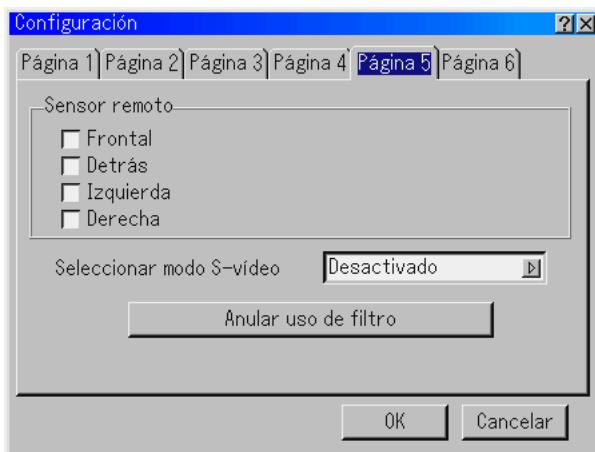 Configuración
Página 1 Página 2 Página 3 Página 4 Página 5 Página 6
Sensor remoto
Frontal
Detrás
Izquierda
Derecha
Seleccionar modo S-vídeo Desactivado
Anular uso de filtro
OK Cancelar